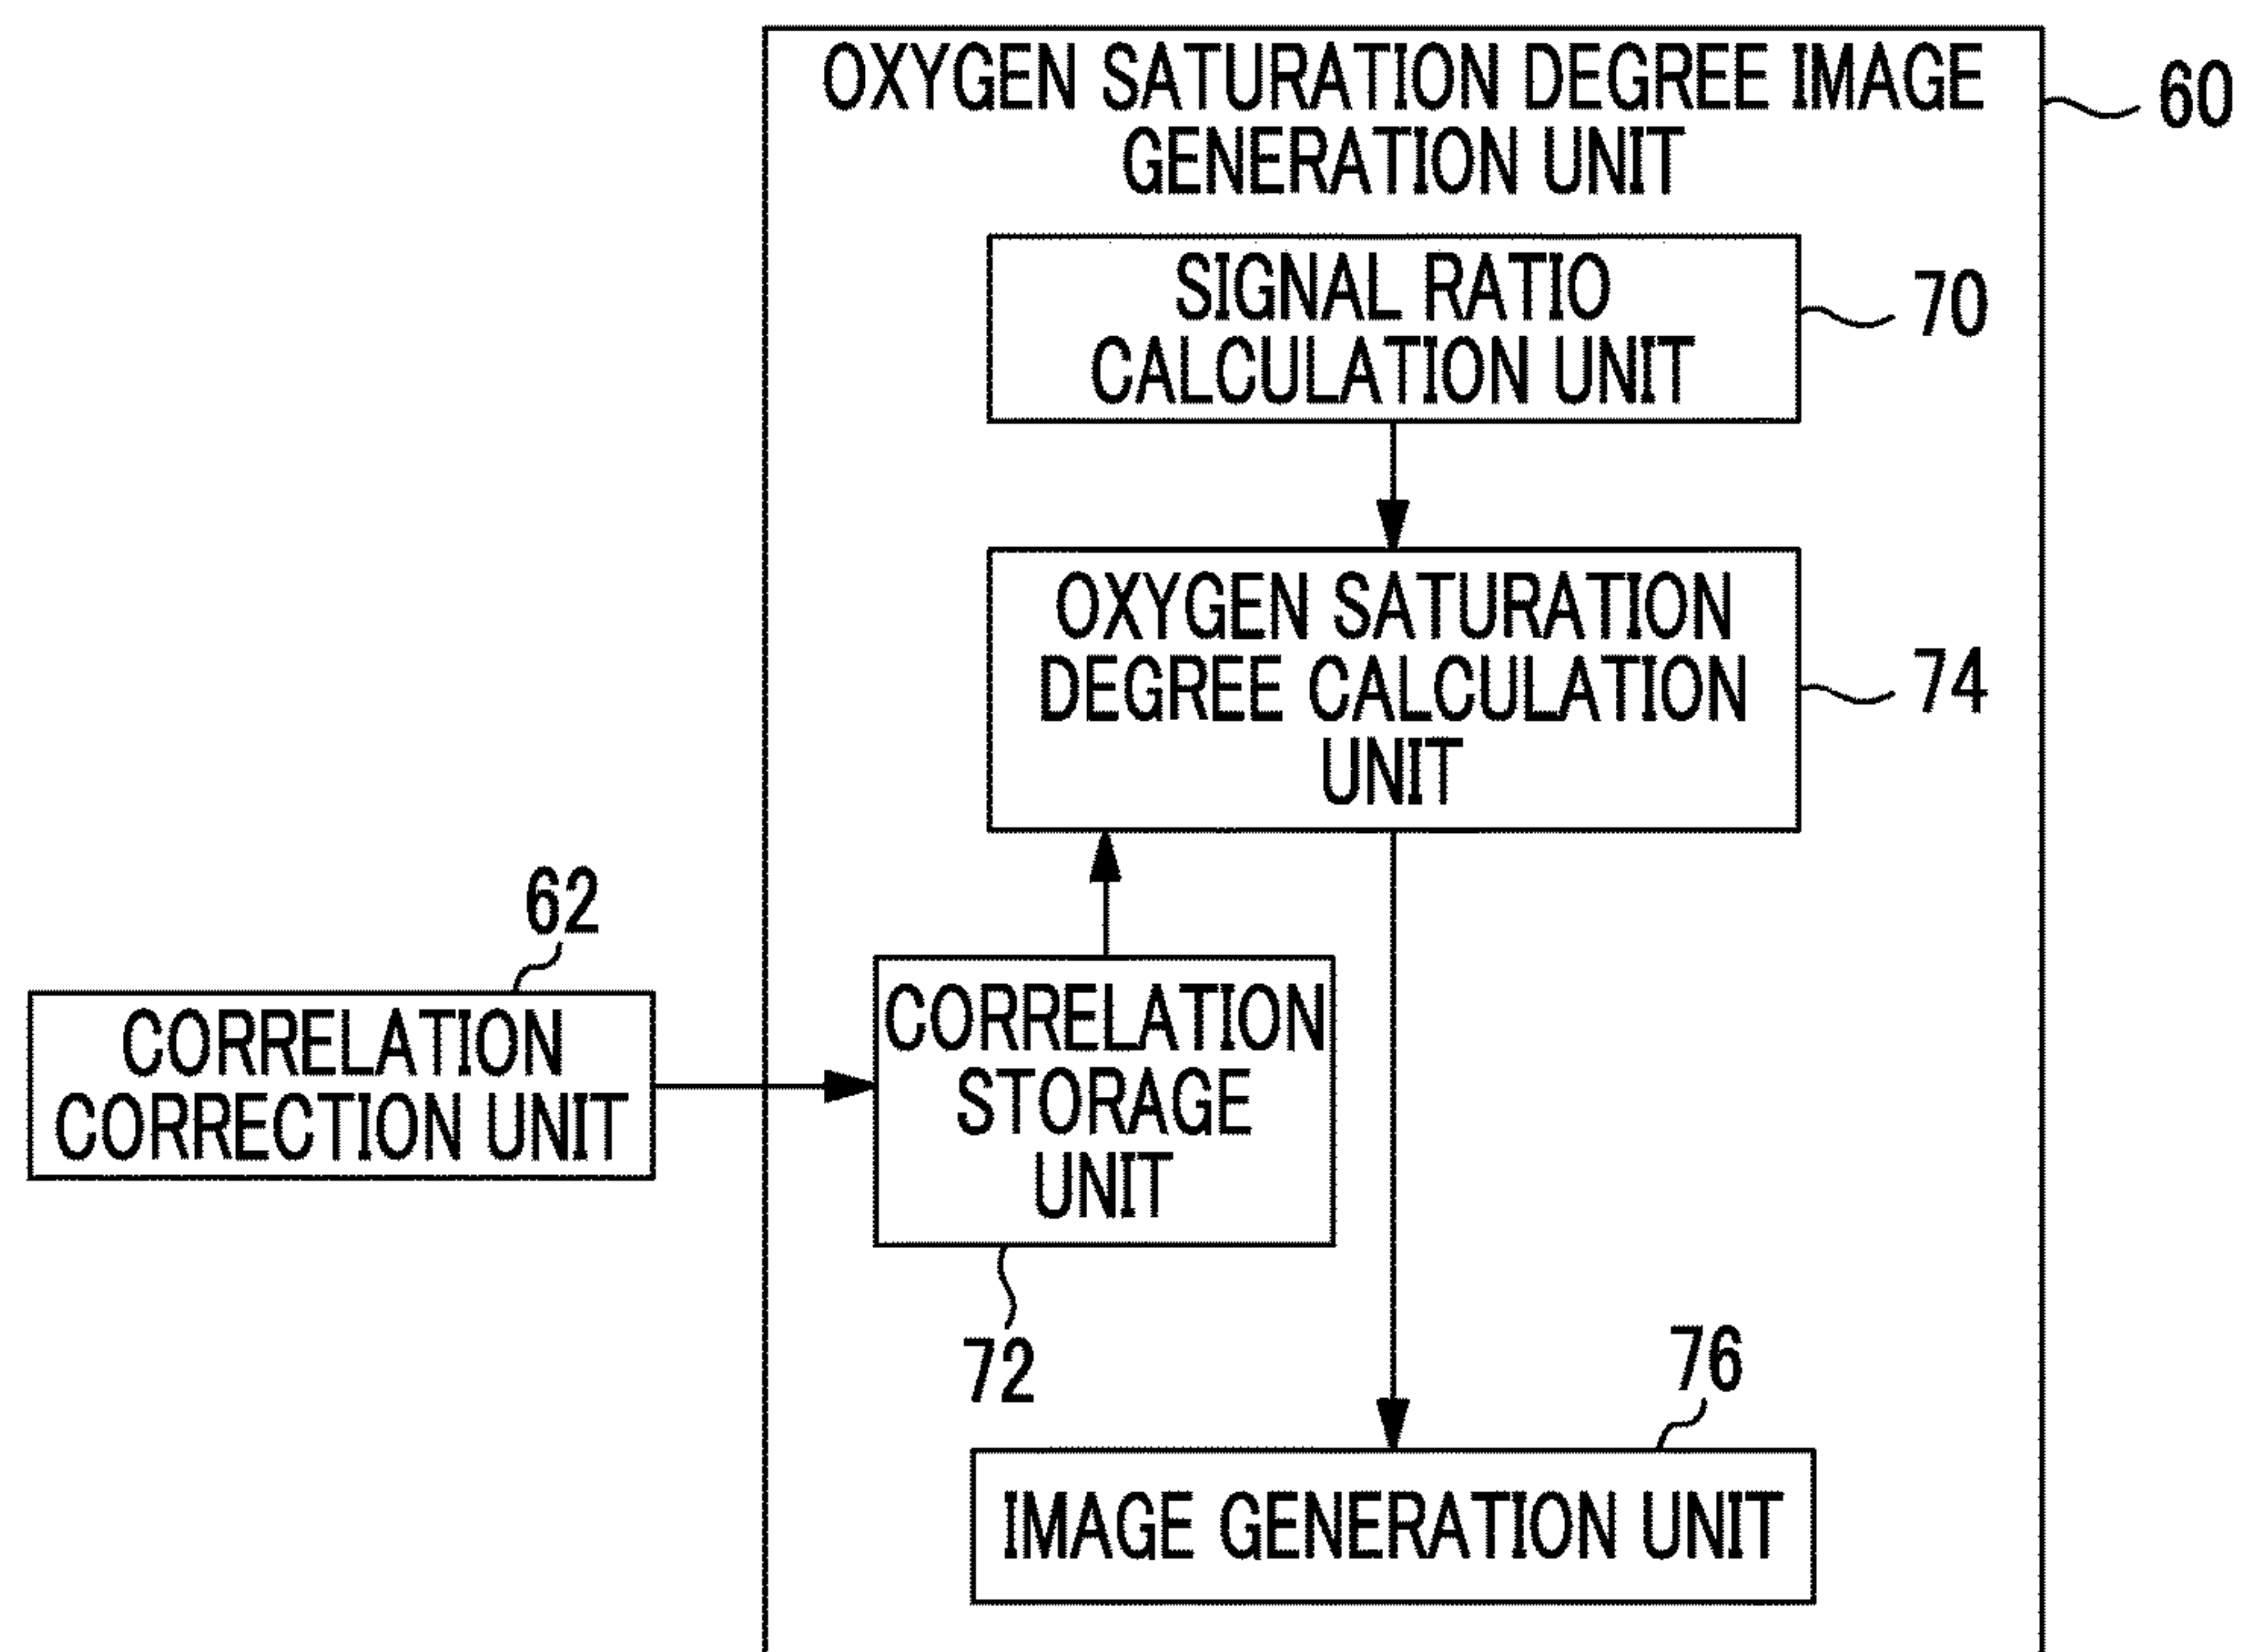 OXYGEN SATURATION DEGREE IMAGE
GENERATION UNIT
60
SIGNAL RATIO
CALCULATION UNIT
70
OXYGEN SATURATION
DEGREE CALCULATION
UNIT
74
62
CORRELATION
CORRECTION UNIT
CORRELATION
STORAGE
UNIT
72
76
IMAGE GENERATION UNIT